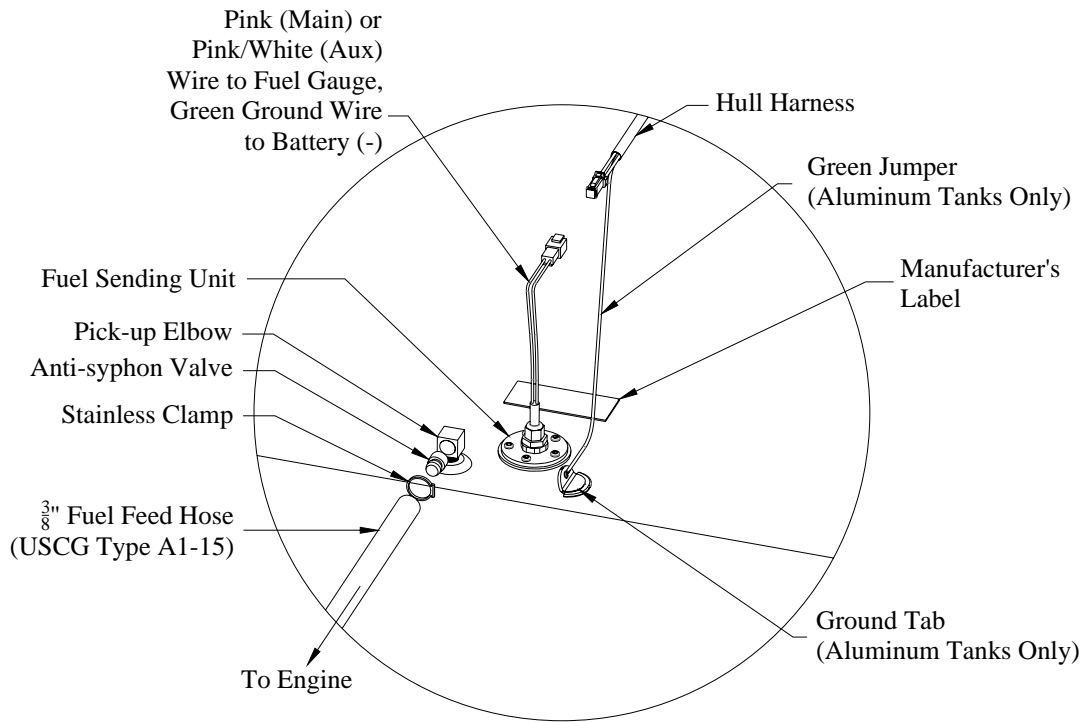 Pink (Main) or
Pink/White (Aux)
Wire to Fuel Gauge,
Green Ground Wire
to Battery (-)
Hull Harness
Green Jumper
(Aluminum Tanks Only)
Fuel Sending Unit
Manufacturer's
Label
Pick-up Elbow
Anti-syphon Valve
Stainless Clamp
3/8" Fuel Feed Hose
(USCG Type A1-15)
Ground Tab
(Aluminum Tanks Only)
To Engine